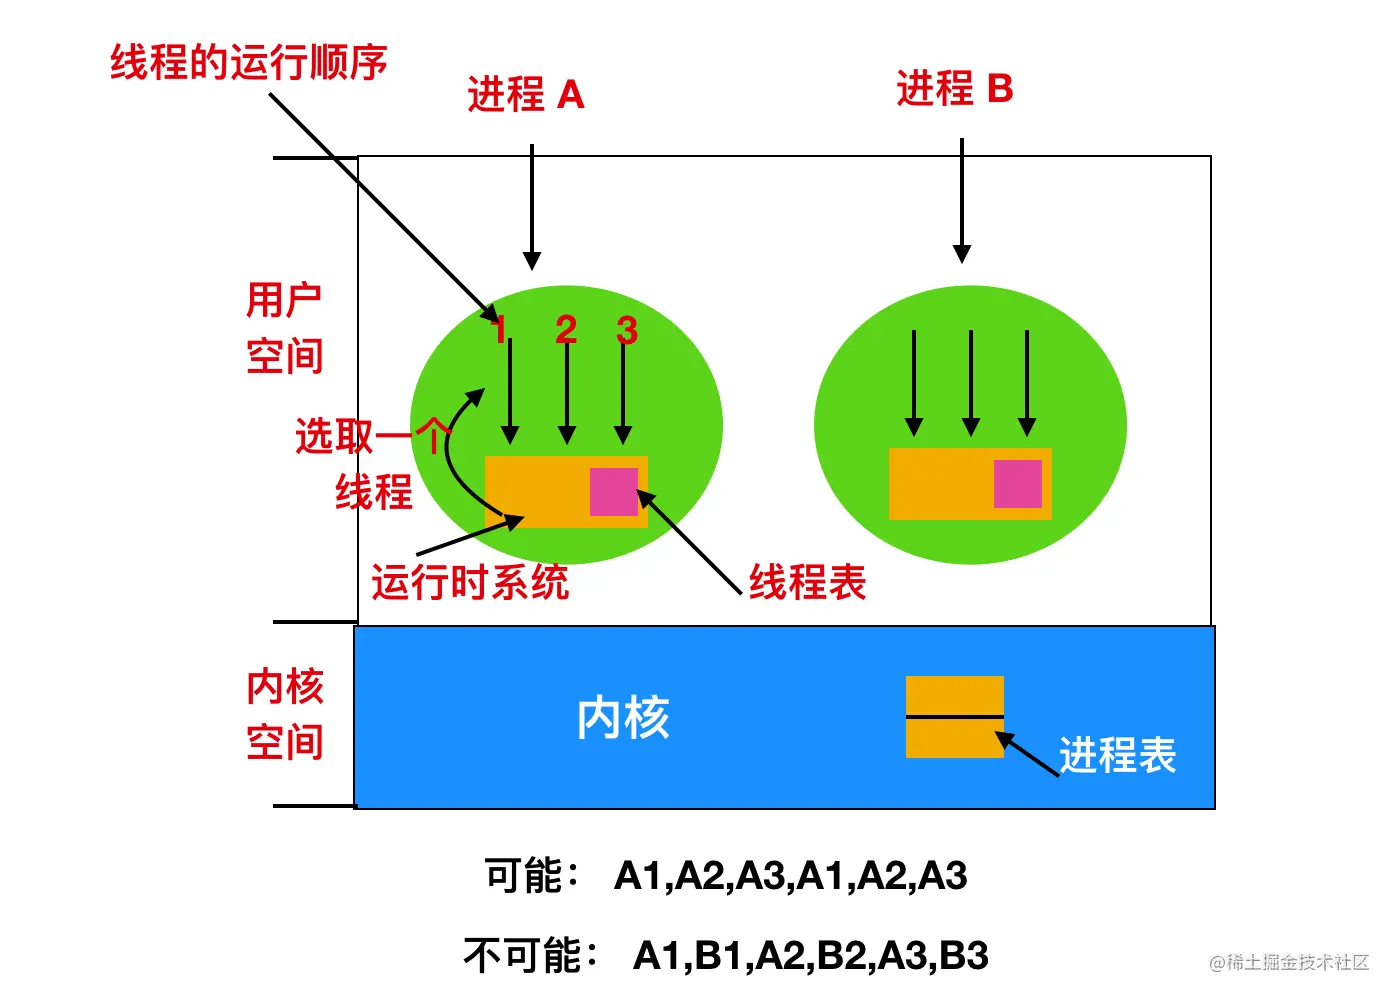 线程的运行顺序
进程 A
进程 B
用户
空间
1 2 3
选取一个
线程
运行时系统
线程表
内核
空间
内核
进程表
可能： A1,A2,A3,A1,A2,A3
不可能： A1,B1,A2,B2,A3,B3
@稀土掘金技术社区